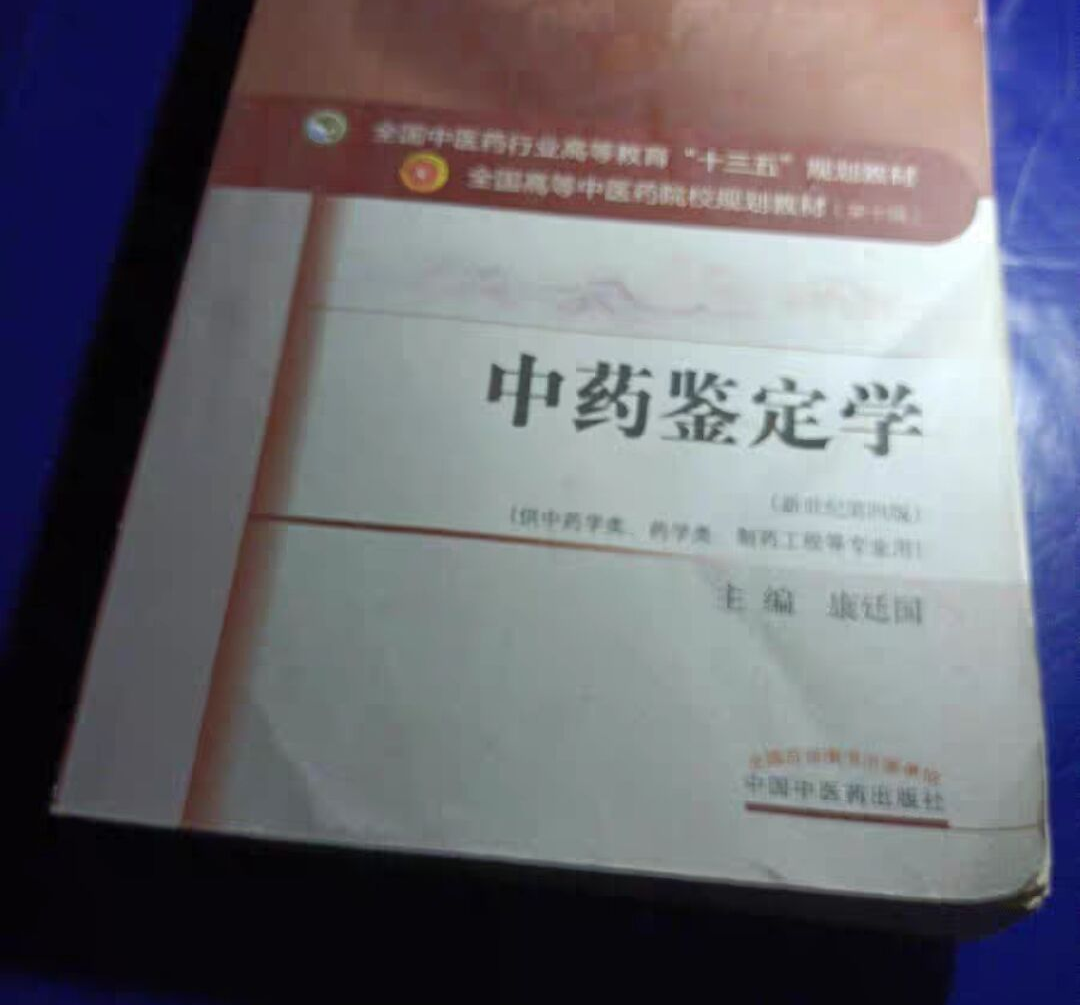 全国中医药行业高等教育“十三五”规划教材
全国高等中医药院校规划教材（第十版）
中药鉴定学
（新世纪第四版）
（供中药学类、药学类、制药工程等专业用）
主 编 康廷国
中国中医药出版社